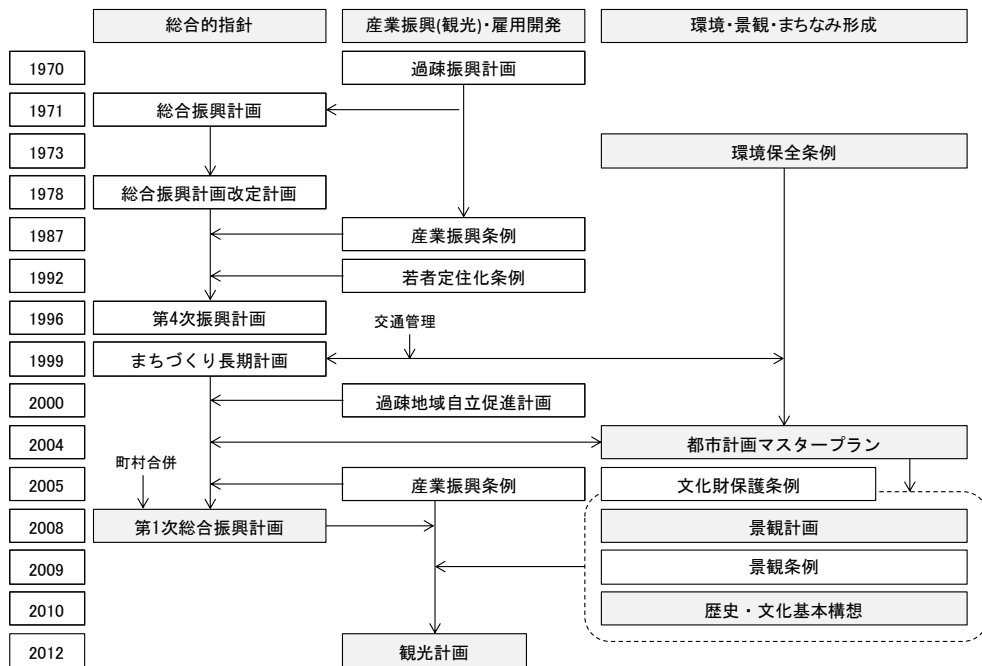 総合的指針
産業振興(観光)・雇用開発
環境・景観・まちなみ形成
1970
過疎振興計画
1971
総合振興計画
1973
環境保全条例
1978
総合振興計画改定計画
1987
産業振興条例
1992
若者定住化条例
1996
第4次振興計画
交通管理
1999
まちづくり長期計画
2000
過疎地域自立促進計画
2004
都市計画マスタープラン
町村合併
2005
産業振興条例
文化財保護条例
2008
第1次総合振興計画
景観計画
2009
景観条例
2010
歴史・文化基本構想
2012
観光計画